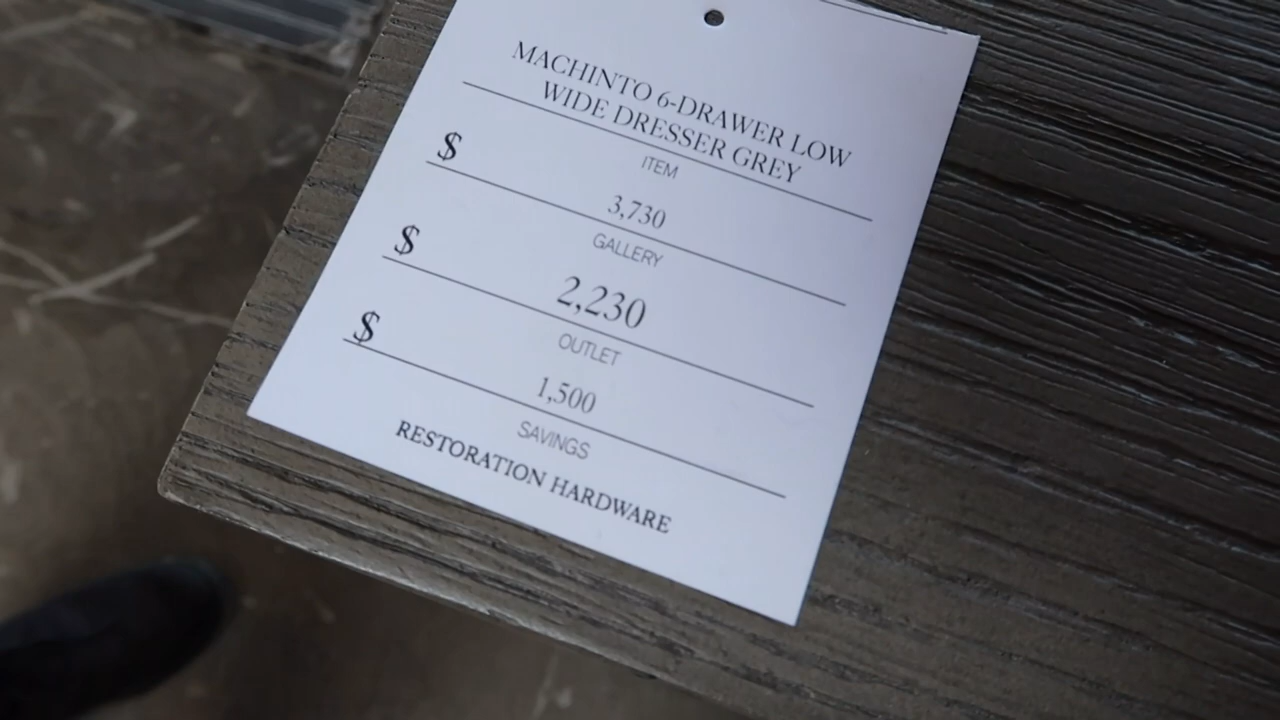 MACHINTO 6-DRAWER LOW
WIDE DRESSER GREY
ITEM
$ 3,730
GALLERY
$ 2,230
OUTLET
$ 1,500
SAVINGS
RESTORATION HARDWARE